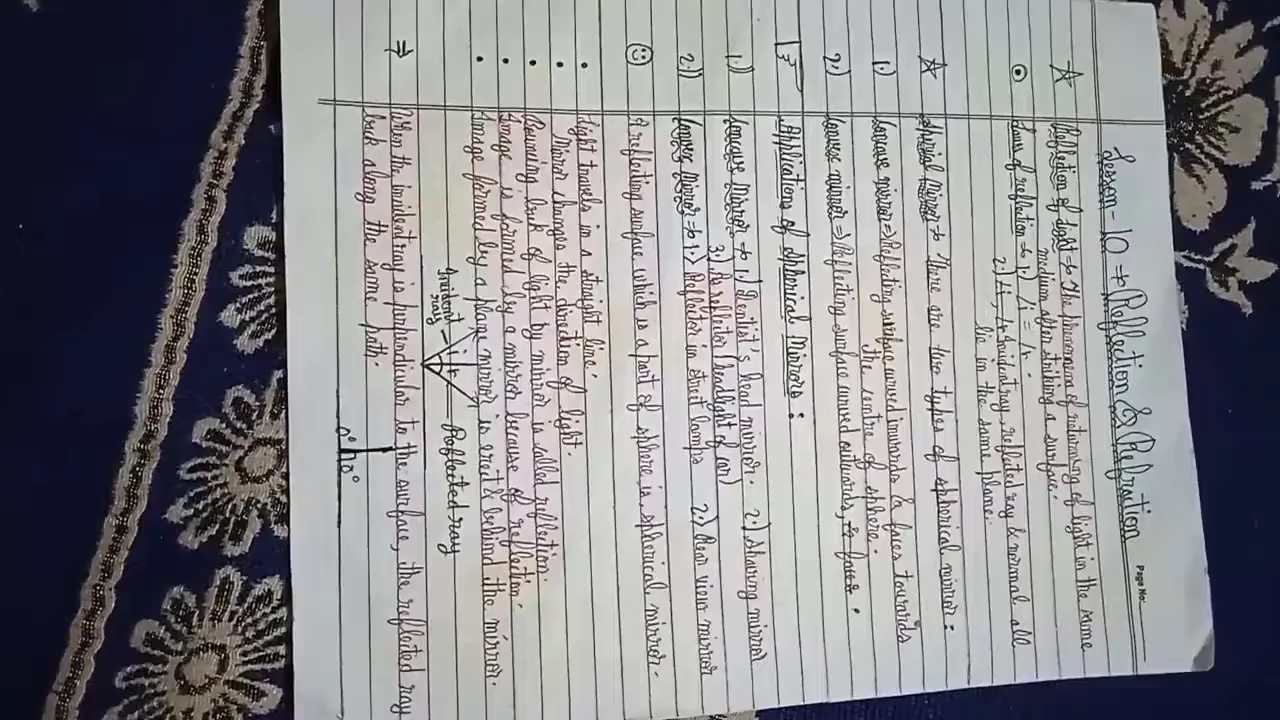 Page No:
Lesson - 10 → Reflection & Refraction
☆ Reflection of light → The phenomena of returning of light in the same
medium after striking a surface.
⊙ Laws of reflection → 1.) ∠i = ∠r.
2.) ∠i, ∠r, incident ray, reflected ray & normal all
lie in the same plane.
☆ Spherical Mirror → There are two types of spherical mirror:
1.) Concave mirror ⇒ Reflecting surface curved inwards & faces towards
the centre of sphere.
2.) Convex mirror ⇒ Reflecting surface curved outwards,
Applications of Spherical Mirrors:
1.) Concave Mirror → 1.) Dentist's head mirror. 2.) Shaving mirror
3.) As reflector (headlight of car)
2.) Convex Mirror → 1.) Reflector in street lamps 2.) Rear view mirror
A reflecting surface which is a part of sphere is spherical mirror.
• Light travels in a straight line.
• Mirror changes the direction of light.
• Bouncing back of light by mirror is called reflection.
• Image is formed by a mirror because of reflection.
• Image formed by a plane mirror is erect & behind the mirror.
Incident ray i r Reflected ray
⇒ When the incident ray is perpendicular to the surface, the reflected ray
back along the same path.
0° 0°